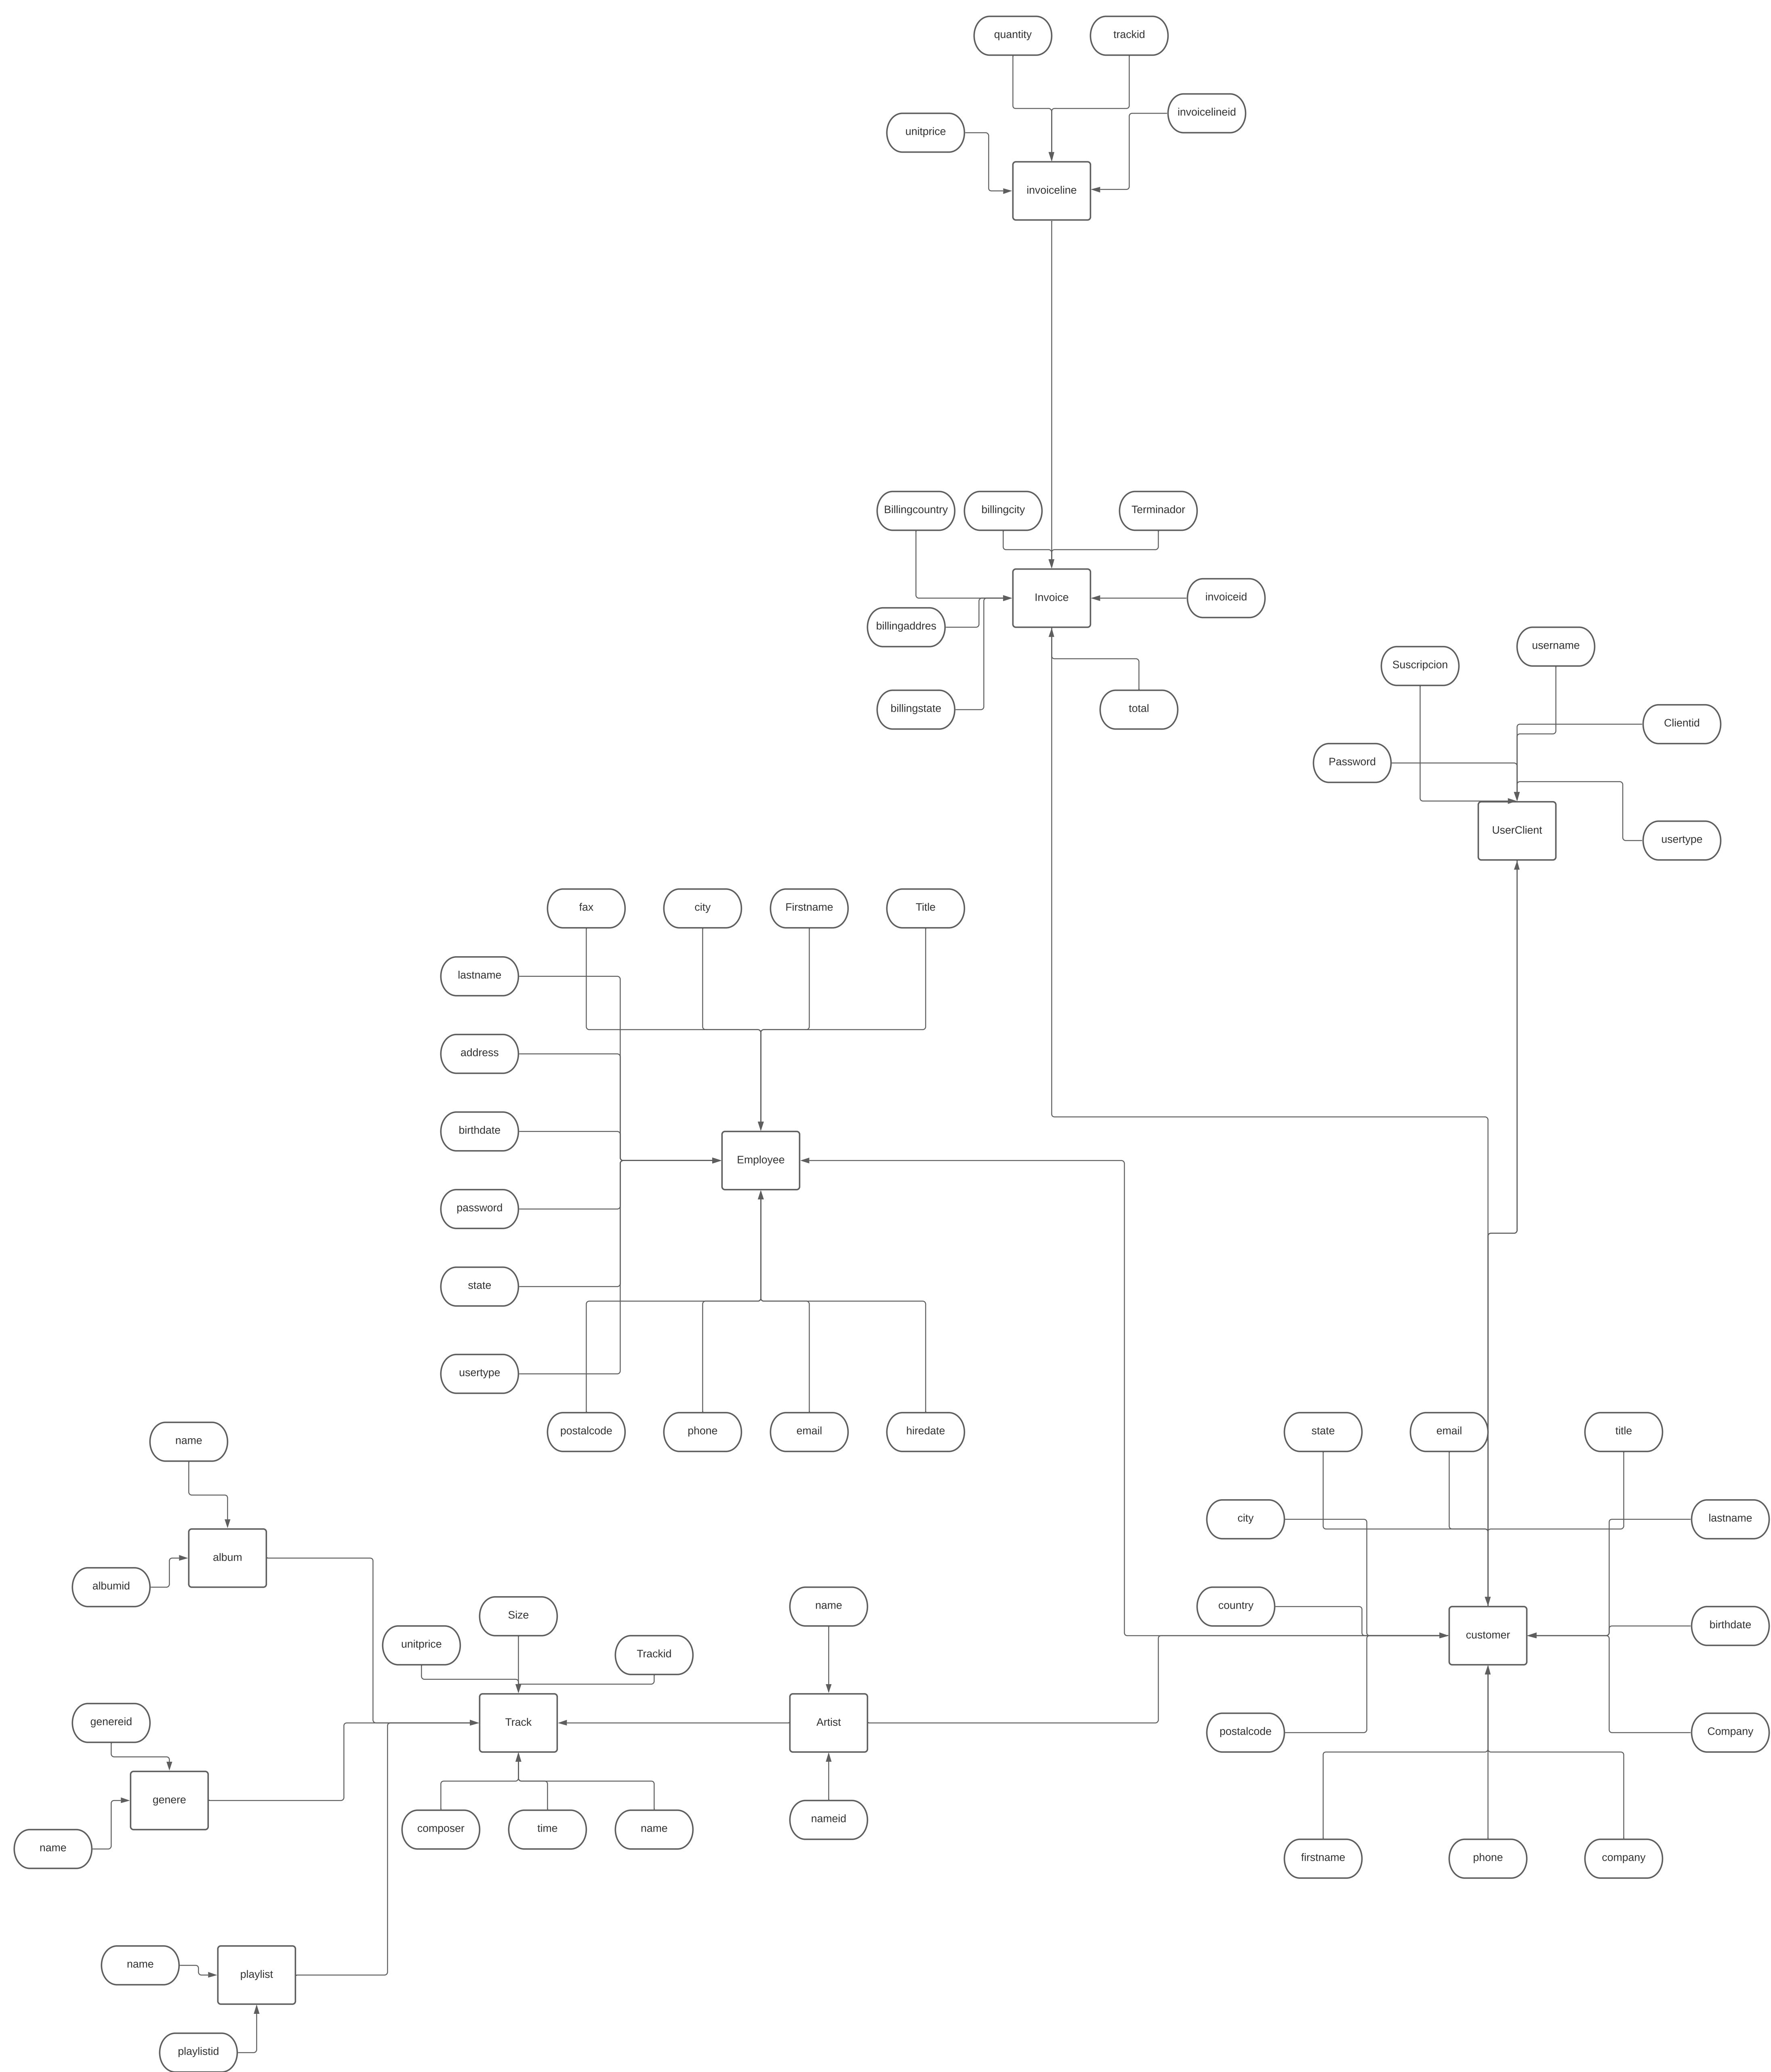 quantity
trackid
invoicelineid
unitprice
invoiceline
Billingcountry
billingcity
Terminador
Invoice
invoiceid
billingaddres
billingstate
total
username
Suscripcion
Clientid
Password
UserClient
usertype
fax
city
Firstname
Title
lastname
address
birthdate
Employee
password
state
usertype
postalcode
phone
email
hiredate
name
album
albumid
state
email
title
city
lastname
country
customer
birthdate
postalcode
Company
firstname
phone
company
Size
unitprice
Trackid
name
Track
Artist
composer
time
name
nameid
genereid
genere
name
name
playlist
playlistid